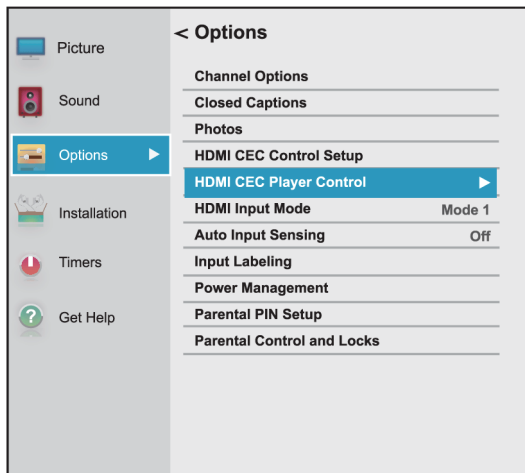 Picture
Sound
Options
Installation
Timers
Get Help
< Options
Channel Options
Closed Captions
Photos
HDMI CEC Control Setup
HDMI CEC Player Control
HDMI Input Mode Mode 1
Auto Input Sensing Off
Input Labeling
Power Management
Parental PIN Setup
Parental Control and Locks